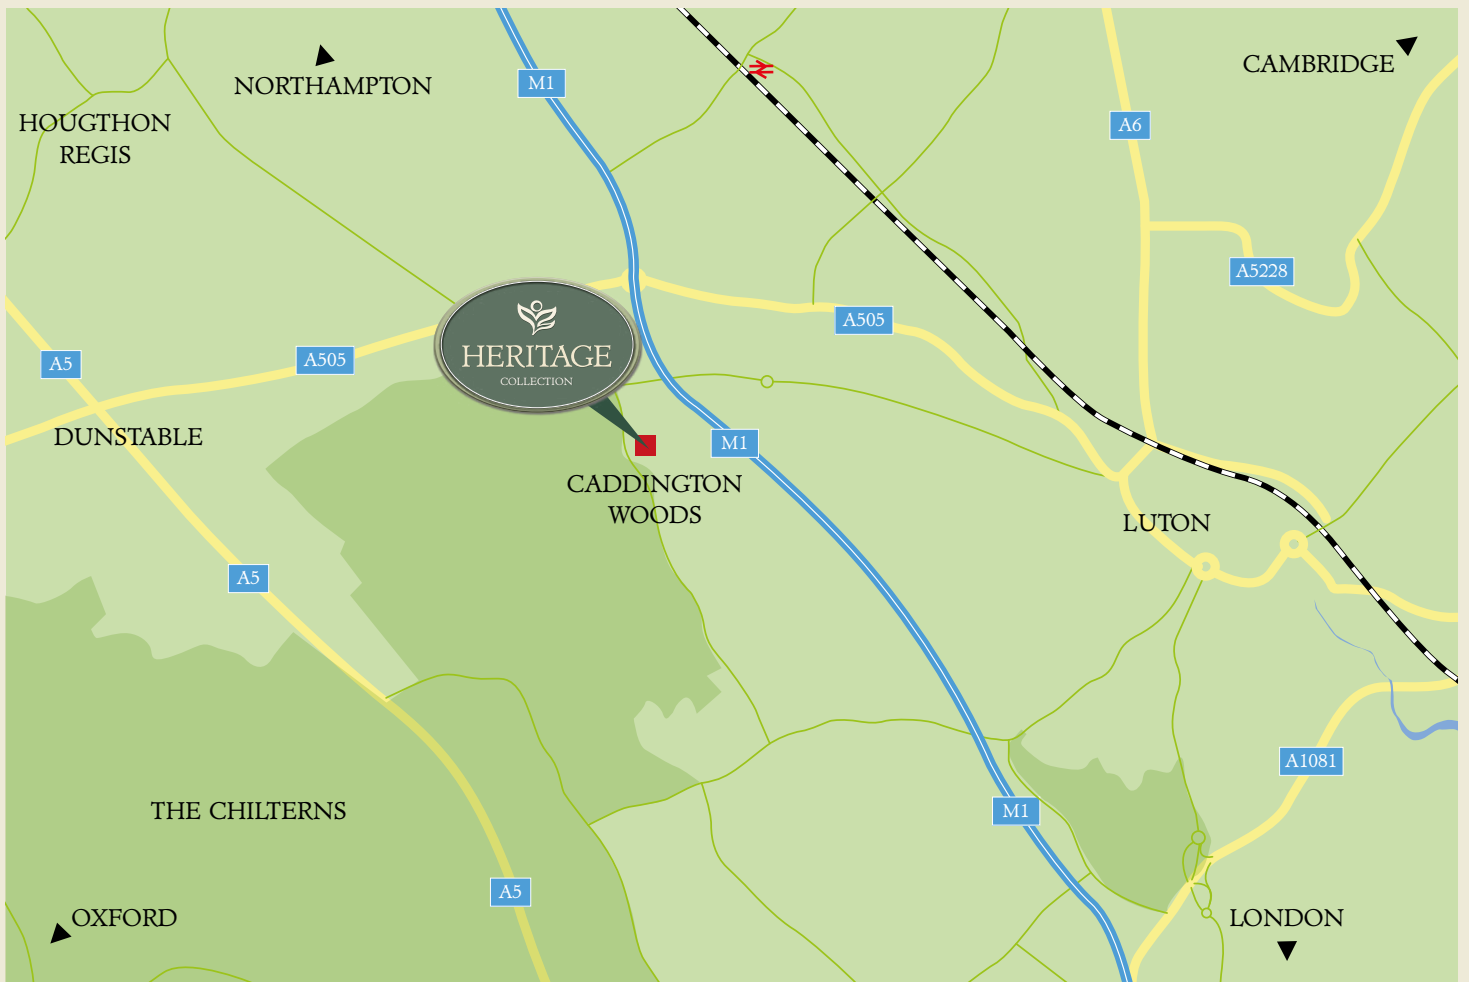 NORTHAMPTON
M1
CAMBRIDGE
HOUGTHON
REGIS
A6
A5228
A505
A5
A505
HERITAGE
COLLECTION
DUNSTABLE
M1
CADDINGTON
WOODS
LUTON
A5
A1081
THE CHILTERNS
M1
A5
OXFORD
LONDON